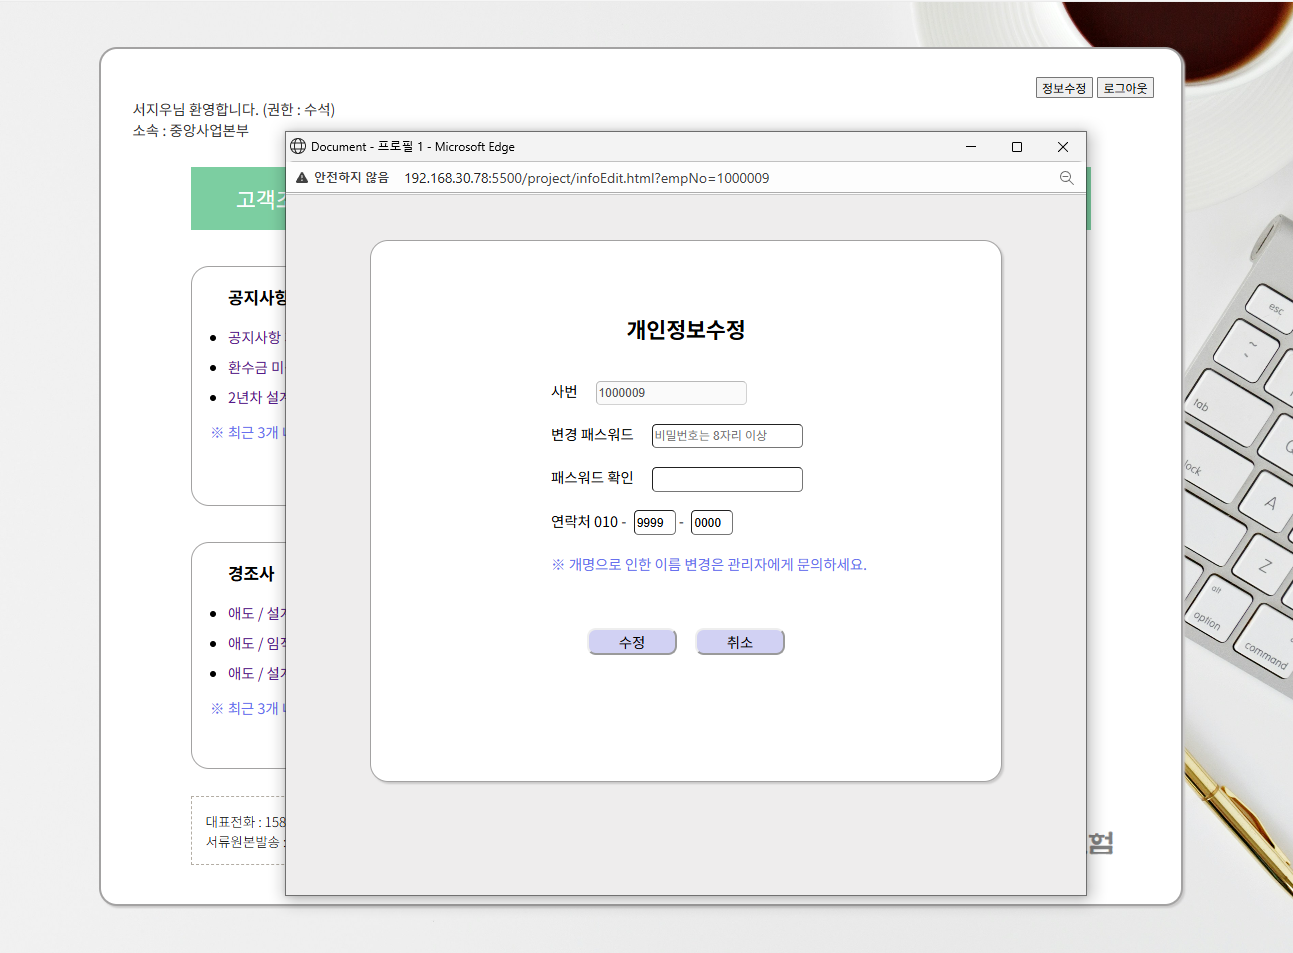 정보수정 로그아웃
서지우님 환영합니다. (권한 : 수석)
소속 : 중앙사업본부
Document - 프로필 1 - Microsoft Edge
안전하지 않음 192.168.30.78:5500/project/infoEdit.html?empNo=1000009
고객
개인정보수정
사번 1000009
변경 패스워드 비밀번호는 8자리 이상
패스워드 확인
연락처 010 - 9999 - 0000
※ 개명으로 인한 이름 변경은 관리자에게 문의하세요.
수정 취소
공지사항
공지사항
환수금 미
2년차 설계
※ 최근 3개
경조사
애도 / 설계
애도 / 임직
애도 / 설계
※ 최근 3개
대표전화 : 158
서류원본발송 :
험
esc
~
tab
Q
lock
A
Z
alt
option
command